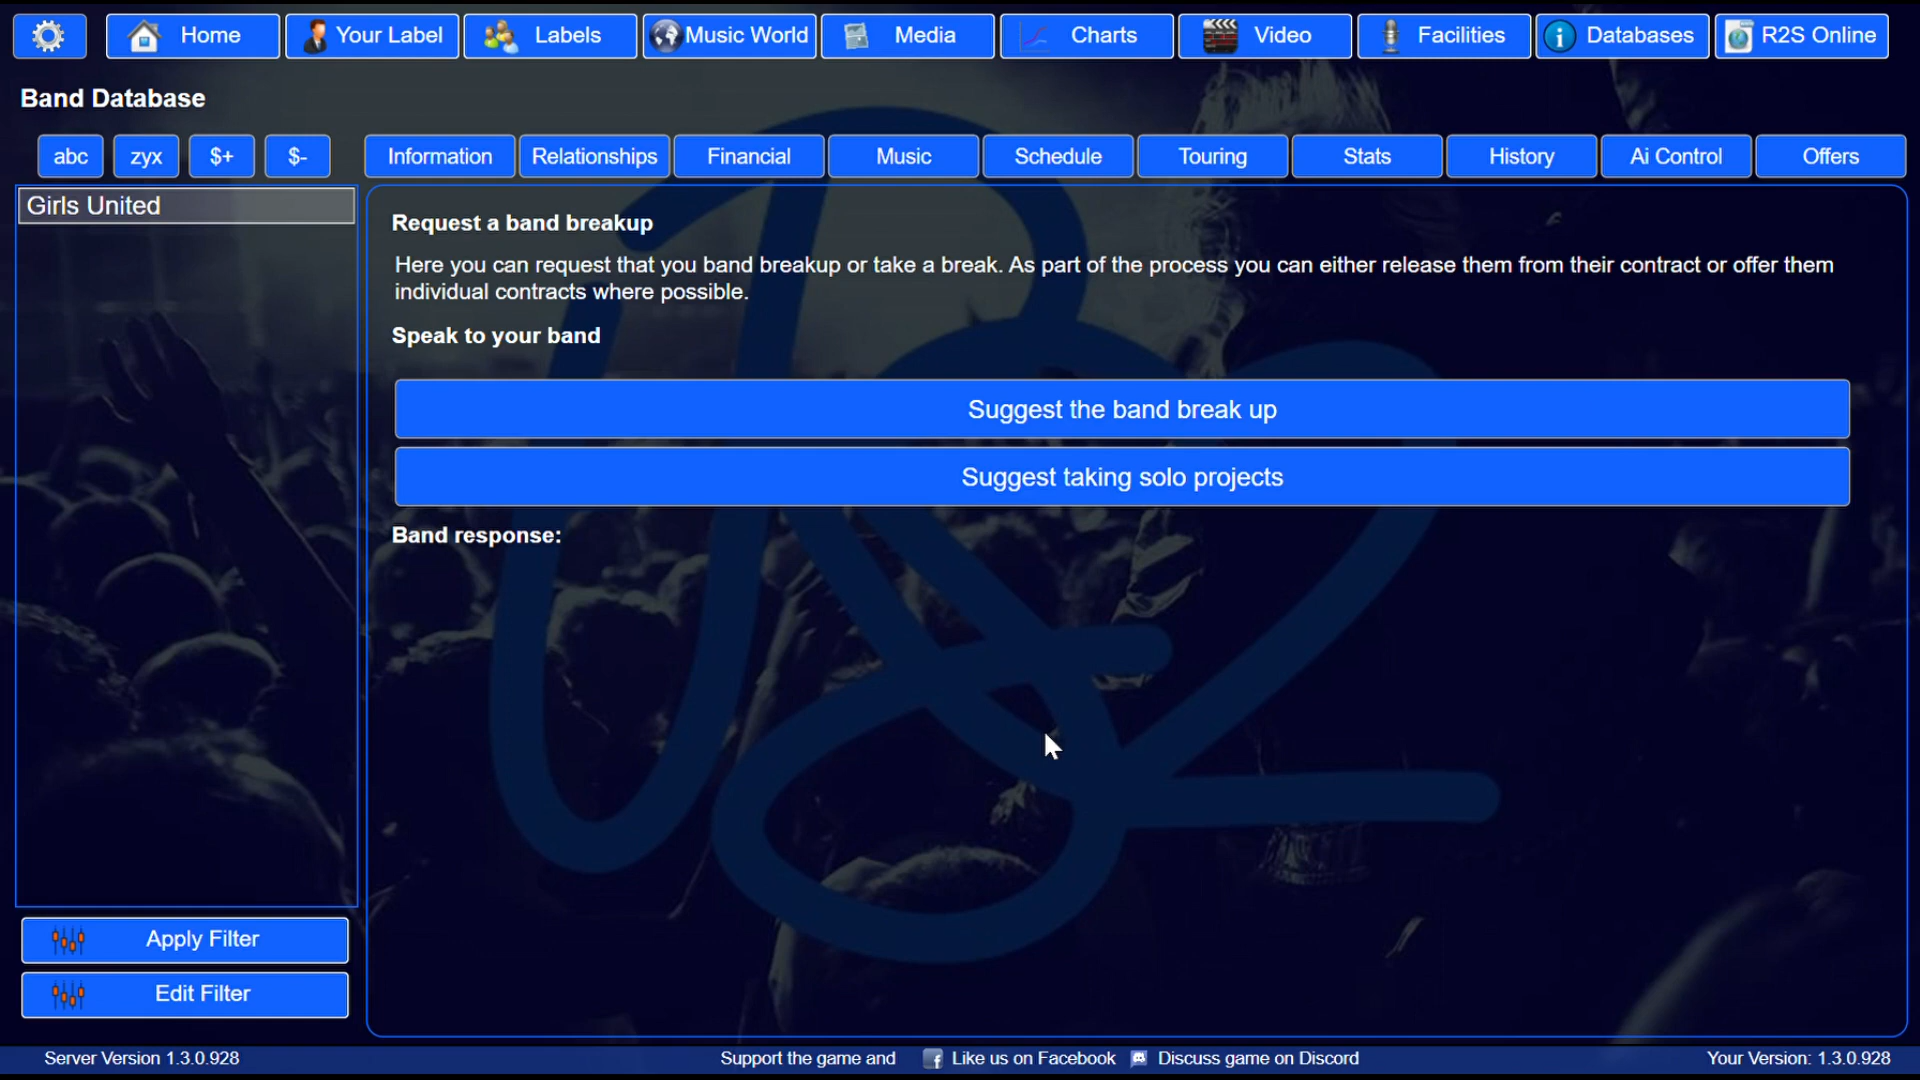 Home
Your Label
Labels
Music World
Media
Charts
Video
Facilities
Databases
R2S Online
Band Database
abc
zyx
$+
$-
Information
Relationships
Financial
Music
Schedule
Touring
Stats
History
Ai Control
Offers
Girls United
Request a band breakup
Here you can request that you band breakup or take a break. As part of the process you can either release them from their contract or offer them
individual contracts where possible.
Speak to your band
Suggest the band break up
Suggest taking solo projects
Band response:
Apply Filter
Edit Filter
Server Version 1.3.0.928
Support the game and
Like us on Facebook
Discuss game on Discord
Your Version: 1.3.0.928